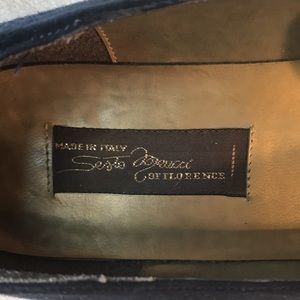 MADE IN ITALY
Sesto Meucci
OF FLORENCE